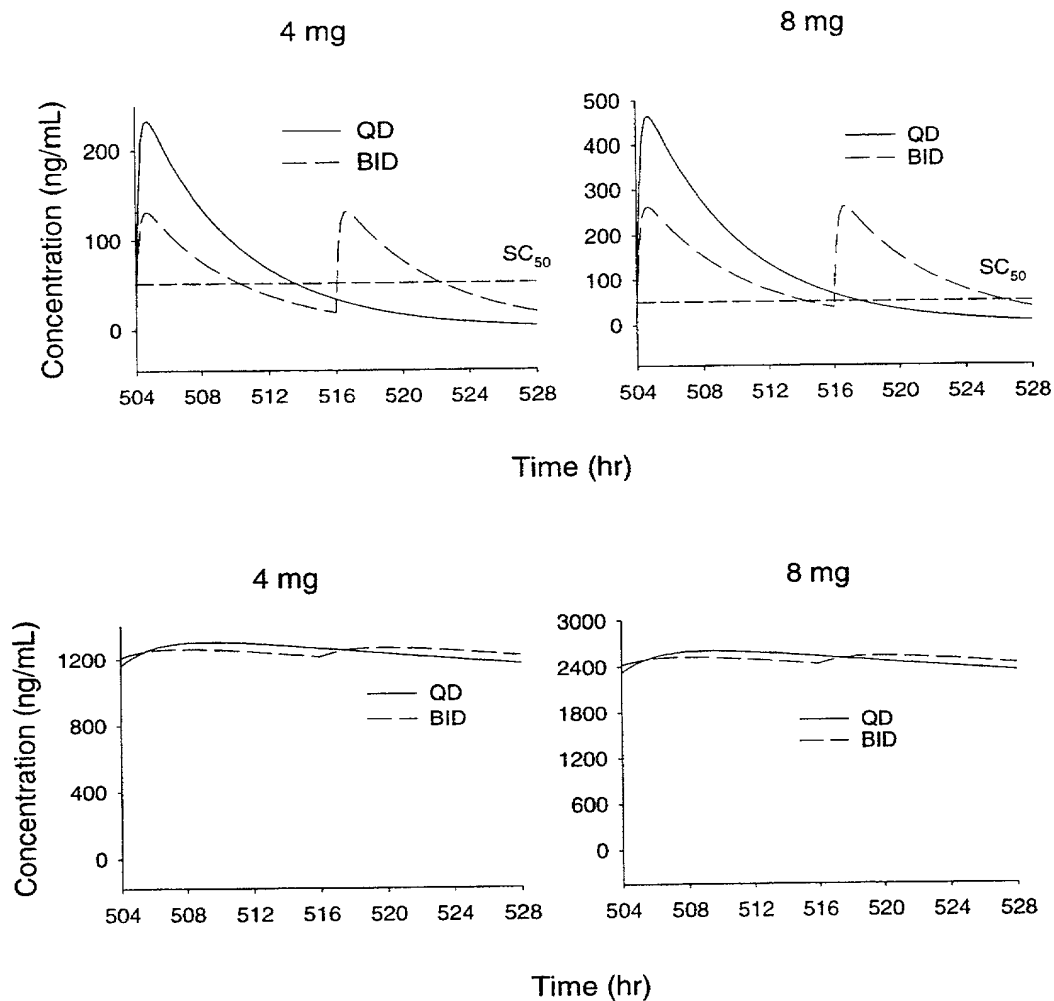 4 mg
Concentration (ng/mL)
200
100
0
QD
BID
SC50
504 508 512 516 520 524 528
8 mg
500
400
300
200
100
0
QD
BID
SC50
504 508 512 516 520 524 528
Time (hr)
4 mg
Concentration (ng/mL)
1200
800
400
0
QD
BID
504 508 512 516 520 524 528
8 mg
3000
2400
1800
1200
600
0
QD
BID
504 508 512 516 520 524 528
Time (hr)